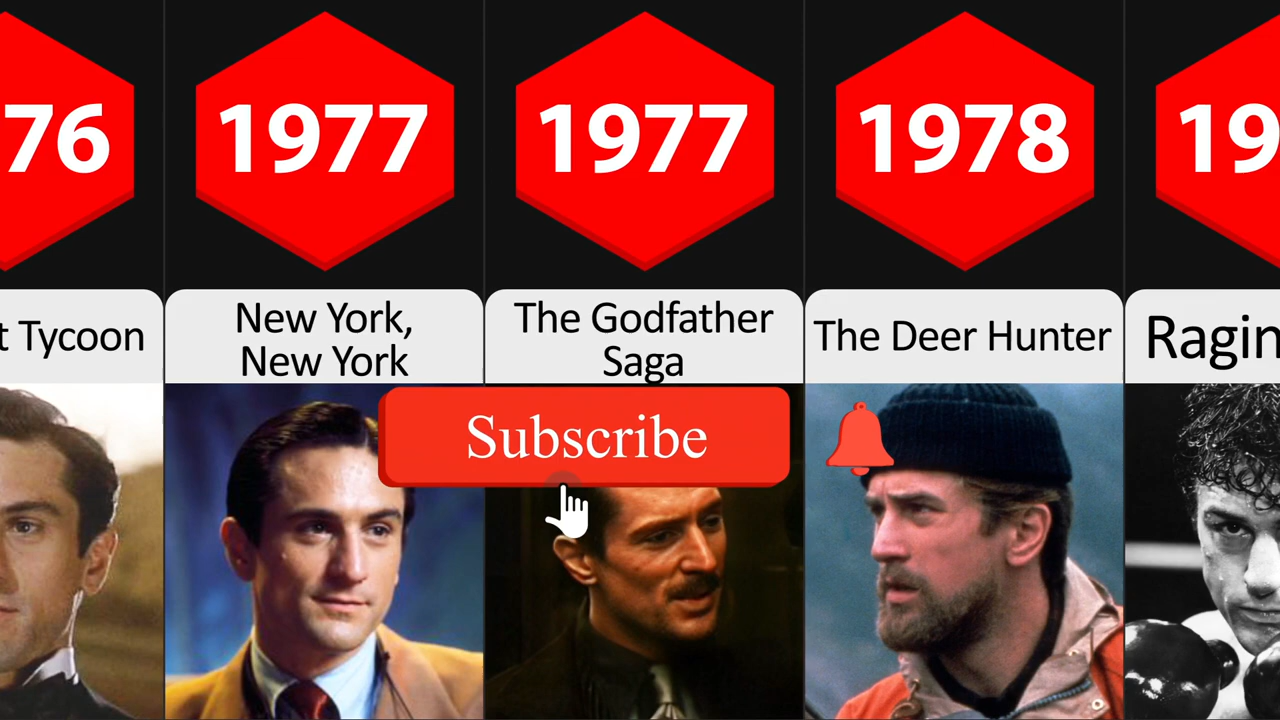 76
1977
1977
1978
19
t Tycoon
New York,
New York
The Godfather
Saga
The Deer Hunter
Ragin
Subscribe